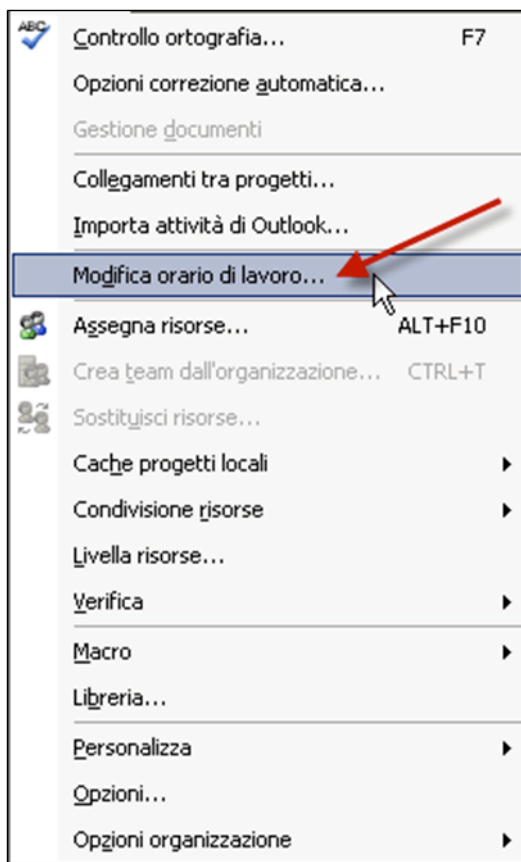 ABC
Controllo ortografia... F7
Opzioni correzione automatica...
Gestione documenti
Collegamenti tra progetti...
Importa attività di Outlook...
Modifica orario di lavoro...
Assegna risorse... ALT+F10
Crea team dall'organizzazione... CTRL+T
Sostituisci risorse...
Cache progetti locali
Condivisione risorse
Livella risorse...
Verifica
Macro
Libreria...
Personalizza
Opzioni...
Opzioni organizzazione